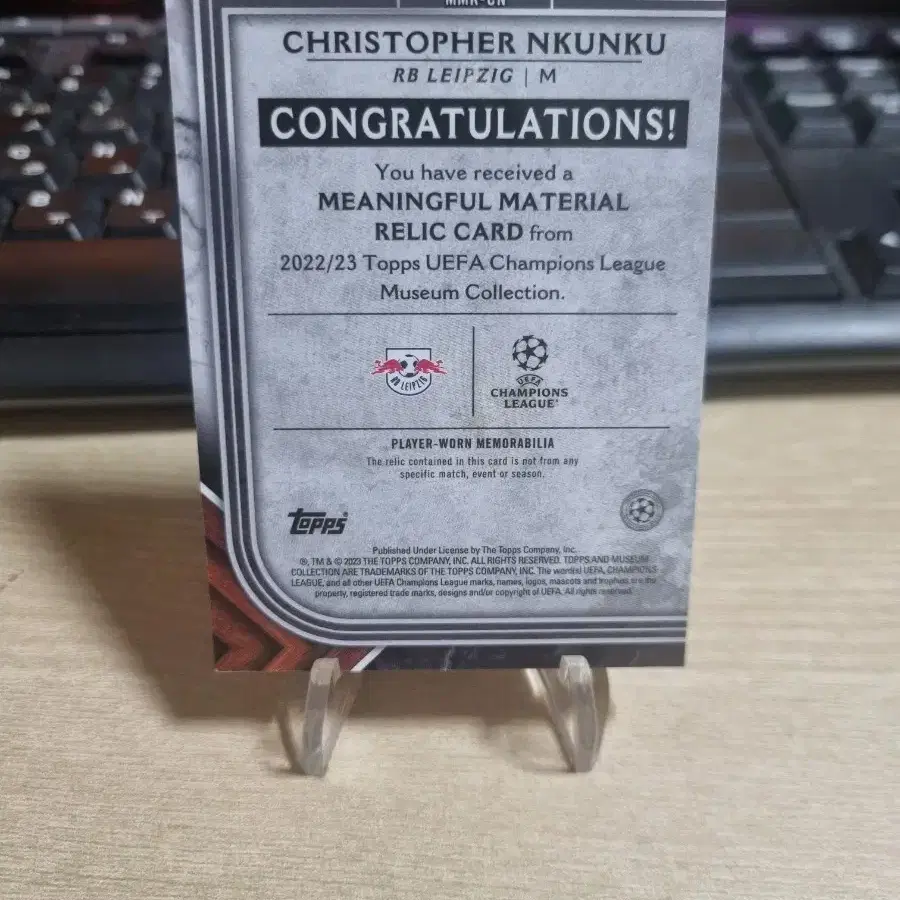 MMR-CN
CHRISTOPHER NKUNKU
RB LEIPZIG | M
CONGRATULATIONS!
You have received a
MEANINGFUL MATERIAL
RELIC CARD from
2022/23 Topps UEFA Champions League
Museum Collection.
RB LEIPZIG
UEFA
CHAMPIONS
LEAGUE
PLAYER-WORN MEMORABILIA
The relic contained in this card is not from any
specific match, event or season.
Topps
Published Under License by The Topps Company, Inc.
®, TM & © 2023 THE TOPPS COMPANY, INC. ALL RIGHTS RESERVED. TOPPS AND MUSEUM
COLLECTION ARE TRADEMARKS OF THE TOPPS COMPANY, INC. The word(s) UEFA, CHAMPIONS
LEAGUE, and all other UEFA Champions League marks, names, logos, mascots and trophies are the
property, registered trade marks, designs and/or copyright of UEFA. All rights reserved.